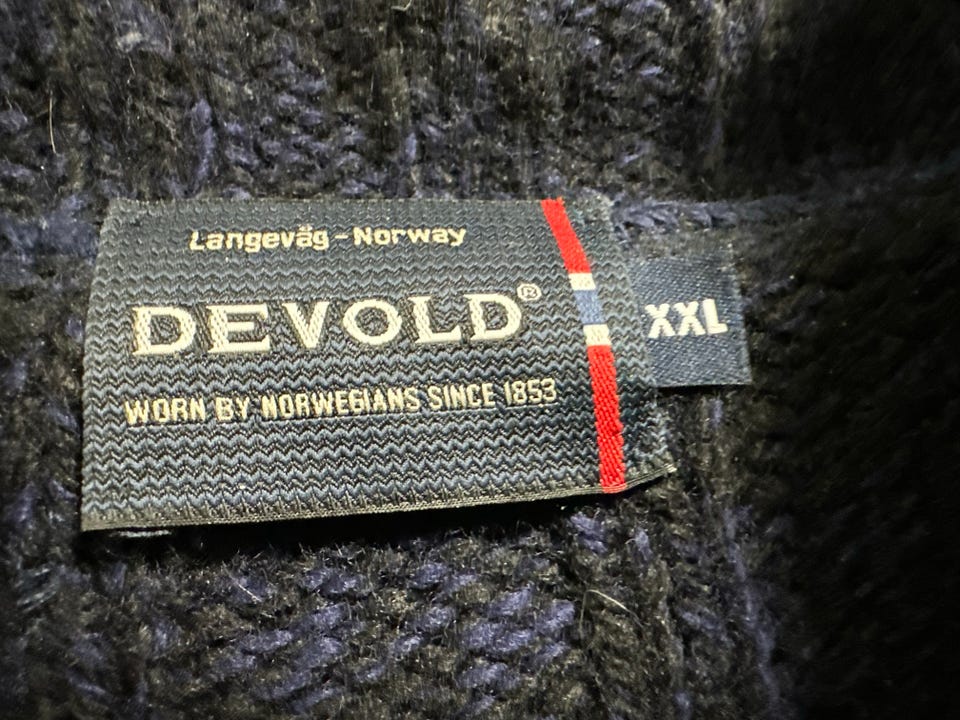 Langevåg - Norway
DEVOLD®
WORN BY NORWEGIANS SINCE 1853
XXL